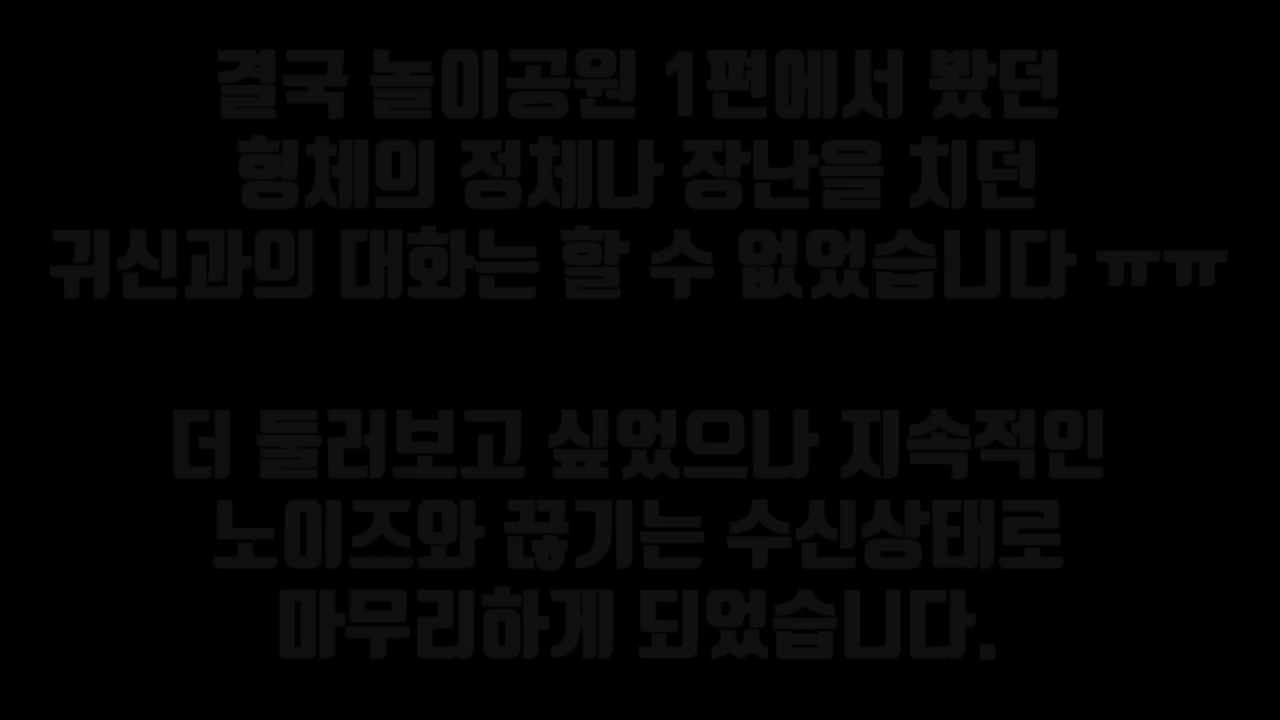 결국 놀이공원 1편에서 봤던
형체의 정체나 장난을 치던
귀신과의 대화는 할 수 없었습니다 ㅠㅠ
더 둘러보고 싶었으나 지속적인
노이즈와 끊기는 수신상태로
마무리하게 되었습니다.